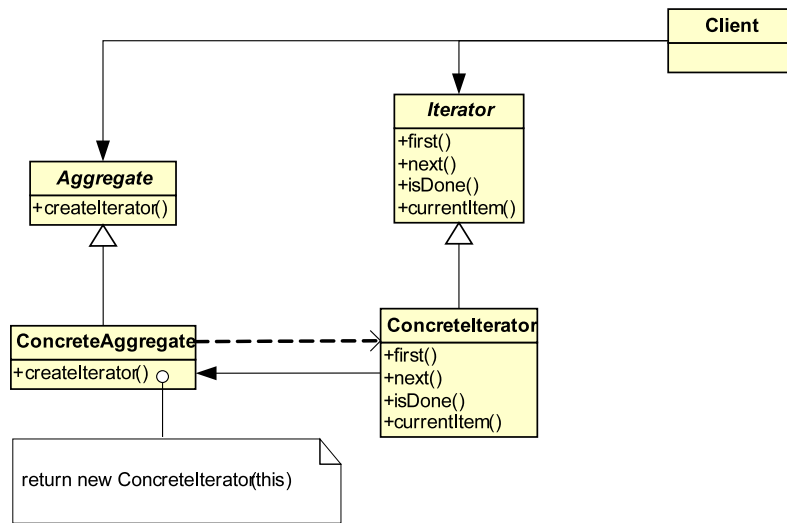 Client
Iterator
+first()
+next()
+isDone()
+currentItem()
Aggregate
+createIterator()
ConcreteAggregate
+createIterator()
ConcreteIterator
+first()
+next()
+isDone()
+currentItem()
return new ConcreteIterator(this)